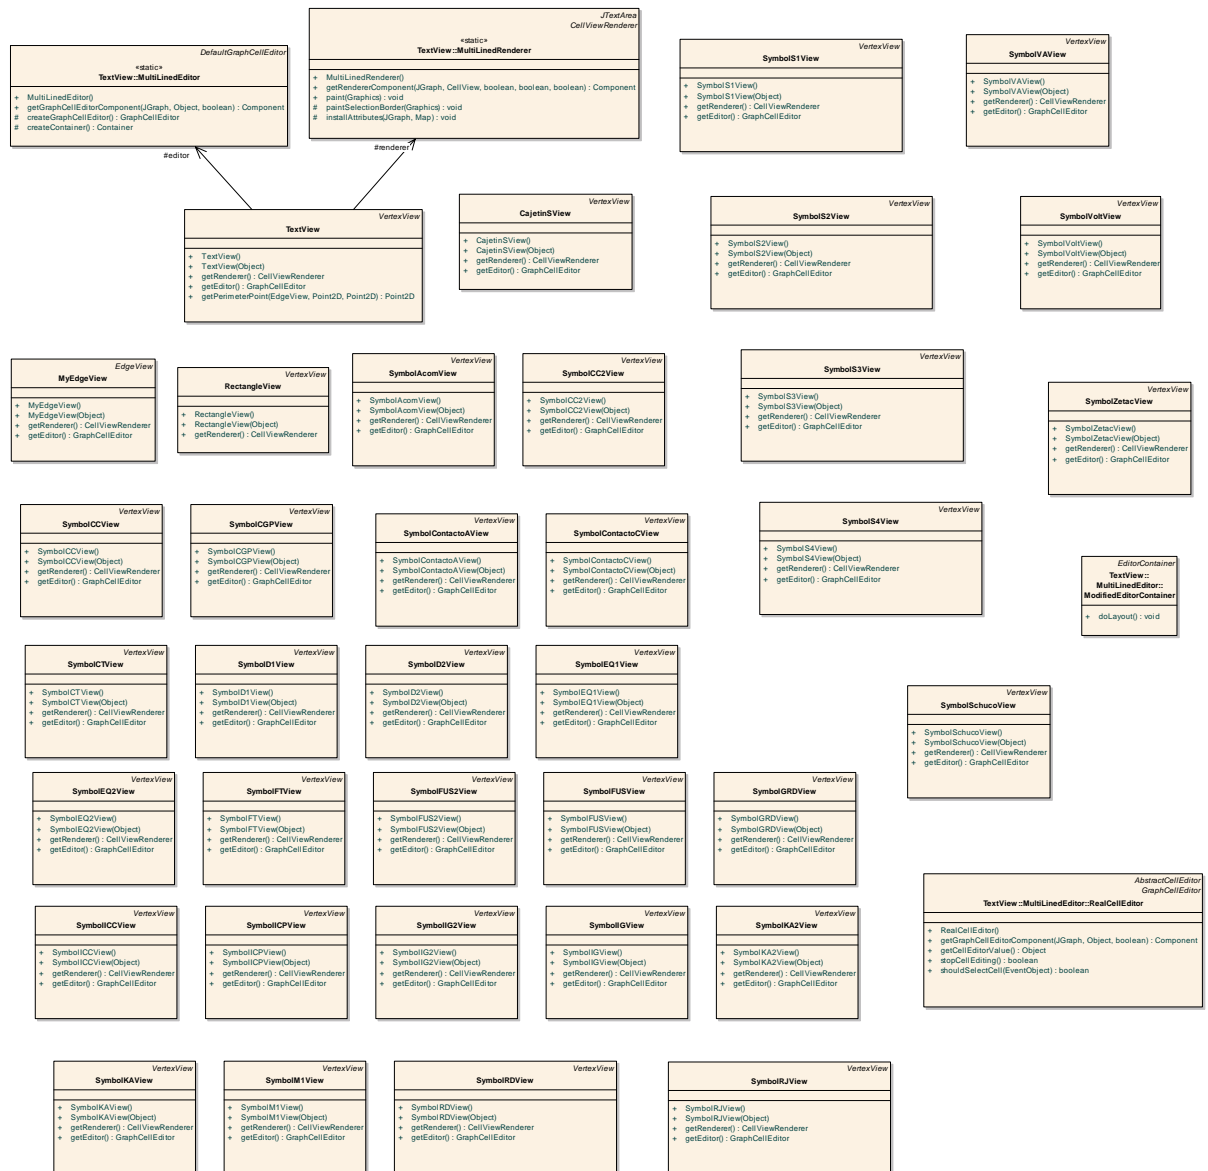 DefaultGraphCellEditor
«static»
TextView::MultiLinedEditor
+ MultiLinedEditor()
+ getGraphCellEditorComponent(JGraph, Object, boolean) : Component
# createGraphCellEditor() : GraphCellEditor
# createContainer() : Container
JTextArea
CellViewRenderer
«static»
TextView::MultiLinedRenderer
+ MultiLinedRenderer()
+ getRendererComponent(JGraph, CellView, boolean, boolean, boolean) : Component
+ paint(Graphics) : void
# paintSelectionBorder(Graphics) : void
# installAttributes(JGraph, Map) : void
VertexView
SymbolS1View
+ SymbolS1View()
+ SymbolS1View(Object)
+ getRenderer() : CellViewRenderer
+ getEditor() : GraphCellEditor
VertexView
SymbolVAView
+ SymbolVAView()
+ SymbolVAView(Object)
+ getRenderer() : CellViewRenderer
+ getEditor() : GraphCellEditor
#editor
#renderer
VertexView
TextView
+ TextView()
+ TextView(Object)
+ getRenderer() : CellViewRenderer
+ getEditor() : GraphCellEditor
+ getPerimeterPoint(EdgeView, Point2D, Point2D) : Point2D
VertexView
CajetinSView
+ CajetinSView()
+ CajetinSView(Object)
+ getRenderer() : CellViewRenderer
+ getEditor() : GraphCellEditor
VertexView
SymbolS2View
+ SymbolS2View()
+ SymbolS2View(Object)
+ getRenderer() : CellViewRenderer
+ getEditor() : GraphCellEditor
VertexView
SymbolVoltView
+ SymbolVoltView()
+ SymbolVoltView(Object)
+ getRenderer() : CellViewRenderer
+ getEditor() : GraphCellEditor
EdgeView
MyEdgeView
+ MyEdgeView()
+ MyEdgeView(Object)
+ getRenderer() : CellViewRenderer
+ getEditor() : GraphCellEditor
VertexView
RectangleView
+ RectangleView()
+ RectangleView(Object)
+ getRenderer() : CellViewRenderer
VertexView
SymbolAcomView
+ SymbolAcomView()
+ SymbolAcomView(Object)
+ getRenderer() : CellViewRenderer
+ getEditor() : GraphCellEditor
VertexView
SymbolCC2View
+ SymbolCC2View()
+ SymbolCC2View(Object)
+ getRenderer() : CellViewRenderer
+ getEditor() : GraphCellEditor
VertexView
SymbolS3View
+ SymbolS3View()
+ SymbolS3View(Object)
+ getRenderer() : CellViewRenderer
+ getEditor() : GraphCellEditor
VertexView
SymbolZetacView
+ SymbolZetacView()
+ SymbolZetacView(Object)
+ getRenderer() : CellViewRenderer
+ getEditor() : GraphCellEditor
VertexView
SymbolCCView
+ SymbolCCView()
+ SymbolCCView(Object)
+ getRenderer() : CellViewRenderer
+ getEditor() : GraphCellEditor
VertexView
SymbolCGPView
+ SymbolCGPView()
+ SymbolCGPView(Object)
+ getRenderer() : CellViewRenderer
+ getEditor() : GraphCellEditor
VertexView
SymbolContactoAView
+ SymbolContactoAView()
+ SymbolContactoAView(Object)
+ getRenderer() : CellViewRenderer
+ getEditor() : GraphCellEditor
VertexView
SymbolContactoCView
+ SymbolContactoCView()
+ SymbolContactoCView(Object)
+ getRenderer() : CellViewRenderer
+ getEditor() : GraphCellEditor
VertexView
SymbolS4View
+ SymbolS4View()
+ SymbolS4View(Object)
+ getRenderer() : CellViewRenderer
+ getEditor() : GraphCellEditor
EditorContainer
TextView::
MultiLinedEditor::
ModifiedEditorContainer
+ doLayout() : void
VertexView
SymbolCTView
+ SymbolCTView()
+ SymbolCTView(Object)
+ getRenderer() : CellViewRenderer
+ getEditor() : GraphCellEditor
VertexView
SymbolD1View
+ SymbolD1View()
+ SymbolD1View(Object)
+ getRenderer() : CellViewRenderer
+ getEditor() : GraphCellEditor
VertexView
SymbolD2View
+ SymbolD2View()
+ SymbolD2View(Object)
+ getRenderer() : CellViewRenderer
+ getEditor() : GraphCellEditor
VertexView
SymbolEQ1View
+ SymbolEQ1View()
+ SymbolEQ1View(Object)
+ getRenderer() : CellViewRenderer
+ getEditor() : GraphCellEditor
VertexView
SymbolSchucoView
+ SymbolSchucoView()
+ SymbolSchucoView(Object)
+ getRenderer() : CellViewRenderer
+ getEditor() : GraphCellEditor
VertexView
SymbolEQ2View
+ SymbolEQ2View()
+ SymbolEQ2View(Object)
+ getRenderer() : CellViewRenderer
+ getEditor() : GraphCellEditor
VertexView
SymbolFTView
+ SymbolFTView()
+ SymbolFTView(Object)
+ getRenderer() : CellViewRenderer
+ getEditor() : GraphCellEditor
VertexView
SymbolFUS2View
+ SymbolFUS2View()
+ SymbolFUS2View(Object)
+ getRenderer() : CellViewRenderer
+ getEditor() : GraphCellEditor
VertexView
SymbolFUSView
+ SymbolFUSView()
+ SymbolFUSView(Object)
+ getRenderer() : CellViewRenderer
+ getEditor() : GraphCellEditor
VertexView
SymbolGRDView
+ SymbolGRDView()
+ SymbolGRDView(Object)
+ getRenderer() : CellViewRenderer
+ getEditor() : GraphCellEditor
AbstractCellEditor
GraphCellEditor
TextView::MultiLinedEditor::RealCellEditor
+ RealCellEditor()
+ getGraphCellEditorComponent(JGraph, Object, boolean) : Component
+ getCellEditorValue() : Object
+ stopCellEditing() : boolean
+ shouldSelectCell(EventObject) : boolean
VertexView
SymbolICCView
+ SymbolICCView()
+ SymbolICCView(Object)
+ getRenderer() : CellViewRenderer
+ getEditor() : GraphCellEditor
VertexView
SymbolICPView
+ SymbolICPView()
+ SymbolICPView(Object)
+ getRenderer() : CellViewRenderer
+ getEditor() : GraphCellEditor
VertexView
SymbolIG2View
+ SymbolIG2View()
+ SymbolIG2View(Object)
+ getRenderer() : CellViewRenderer
+ getEditor() : GraphCellEditor
VertexView
SymbolIGView
+ SymbolIGView()
+ SymbolIGView(Object)
+ getRenderer() : CellViewRenderer
+ getEditor() : GraphCellEditor
VertexView
SymbolKA2View
+ SymbolKA2View()
+ SymbolKA2View(Object)
+ getRenderer() : CellViewRenderer
+ getEditor() : GraphCellEditor
VertexView
SymbolKAView
+ SymbolKAView()
+ SymbolKAView(Object)
+ getRenderer() : CellViewRenderer
+ getEditor() : GraphCellEditor
VertexView
SymbolM1View
+ SymbolM1View()
+ SymbolM1View(Object)
+ getRenderer() : CellViewRenderer
+ getEditor() : GraphCellEditor
VertexView
SymbolRDView
+ SymbolRDView()
+ SymbolRDView(Object)
+ getRenderer() : CellViewRenderer
+ getEditor() : GraphCellEditor
VertexView
SymbolRJView
+ SymbolRJView()
+ SymbolRJView(Object)
+ getRenderer() : CellViewRenderer
+ getEditor() : GraphCellEditor